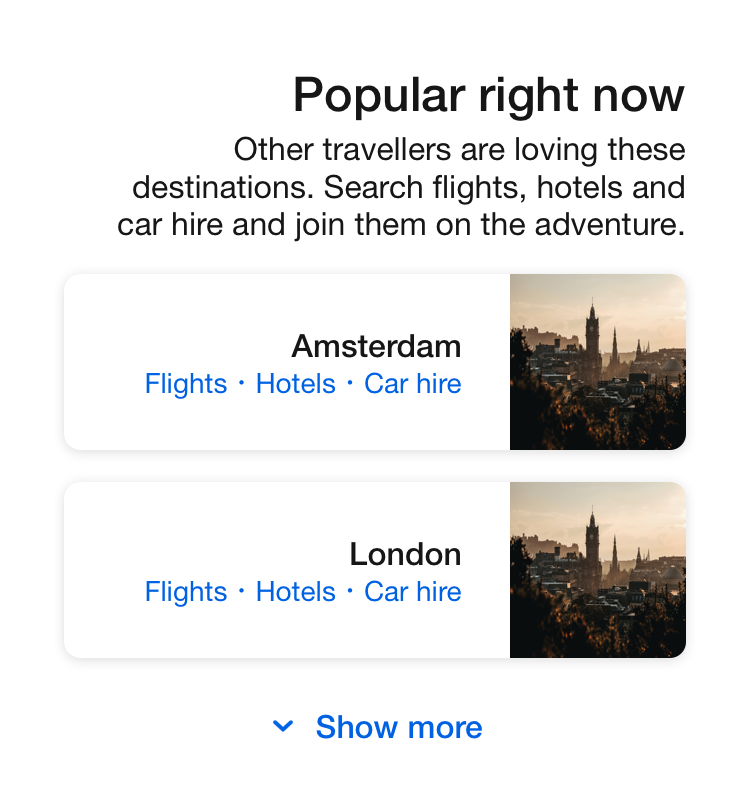 Popular right now
Other travellers are loving these
destinations. Search flights, hotels and
car hire and join them on the adventure.
Amsterdam
Flights · Hotels · Car hire
London
Flights · Hotels · Car hire
Show more